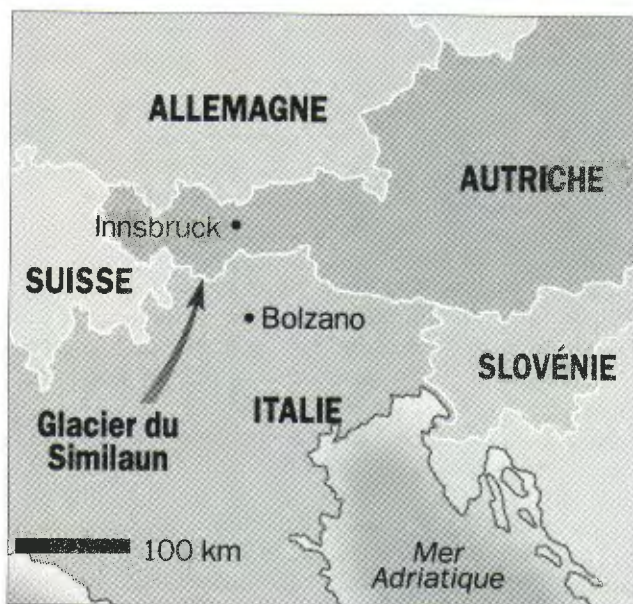 ALLEMAGNE
AUTRICHE
Innsbruck
SUISSE
Bolzano
SLOVÉNIE
Glacier du
Similaun
ITALIE
100 km
Mer
Adriatique